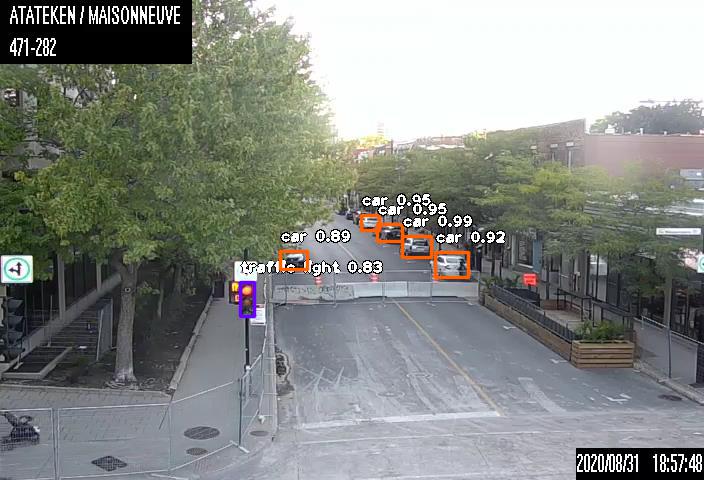 ATATEKEN / MAISONNEUVE
471-282
car 0.95
car 0.95
car 0.99
car 0.89
car 0.92
traffic light 0.83
2020/08/31 18:57:48